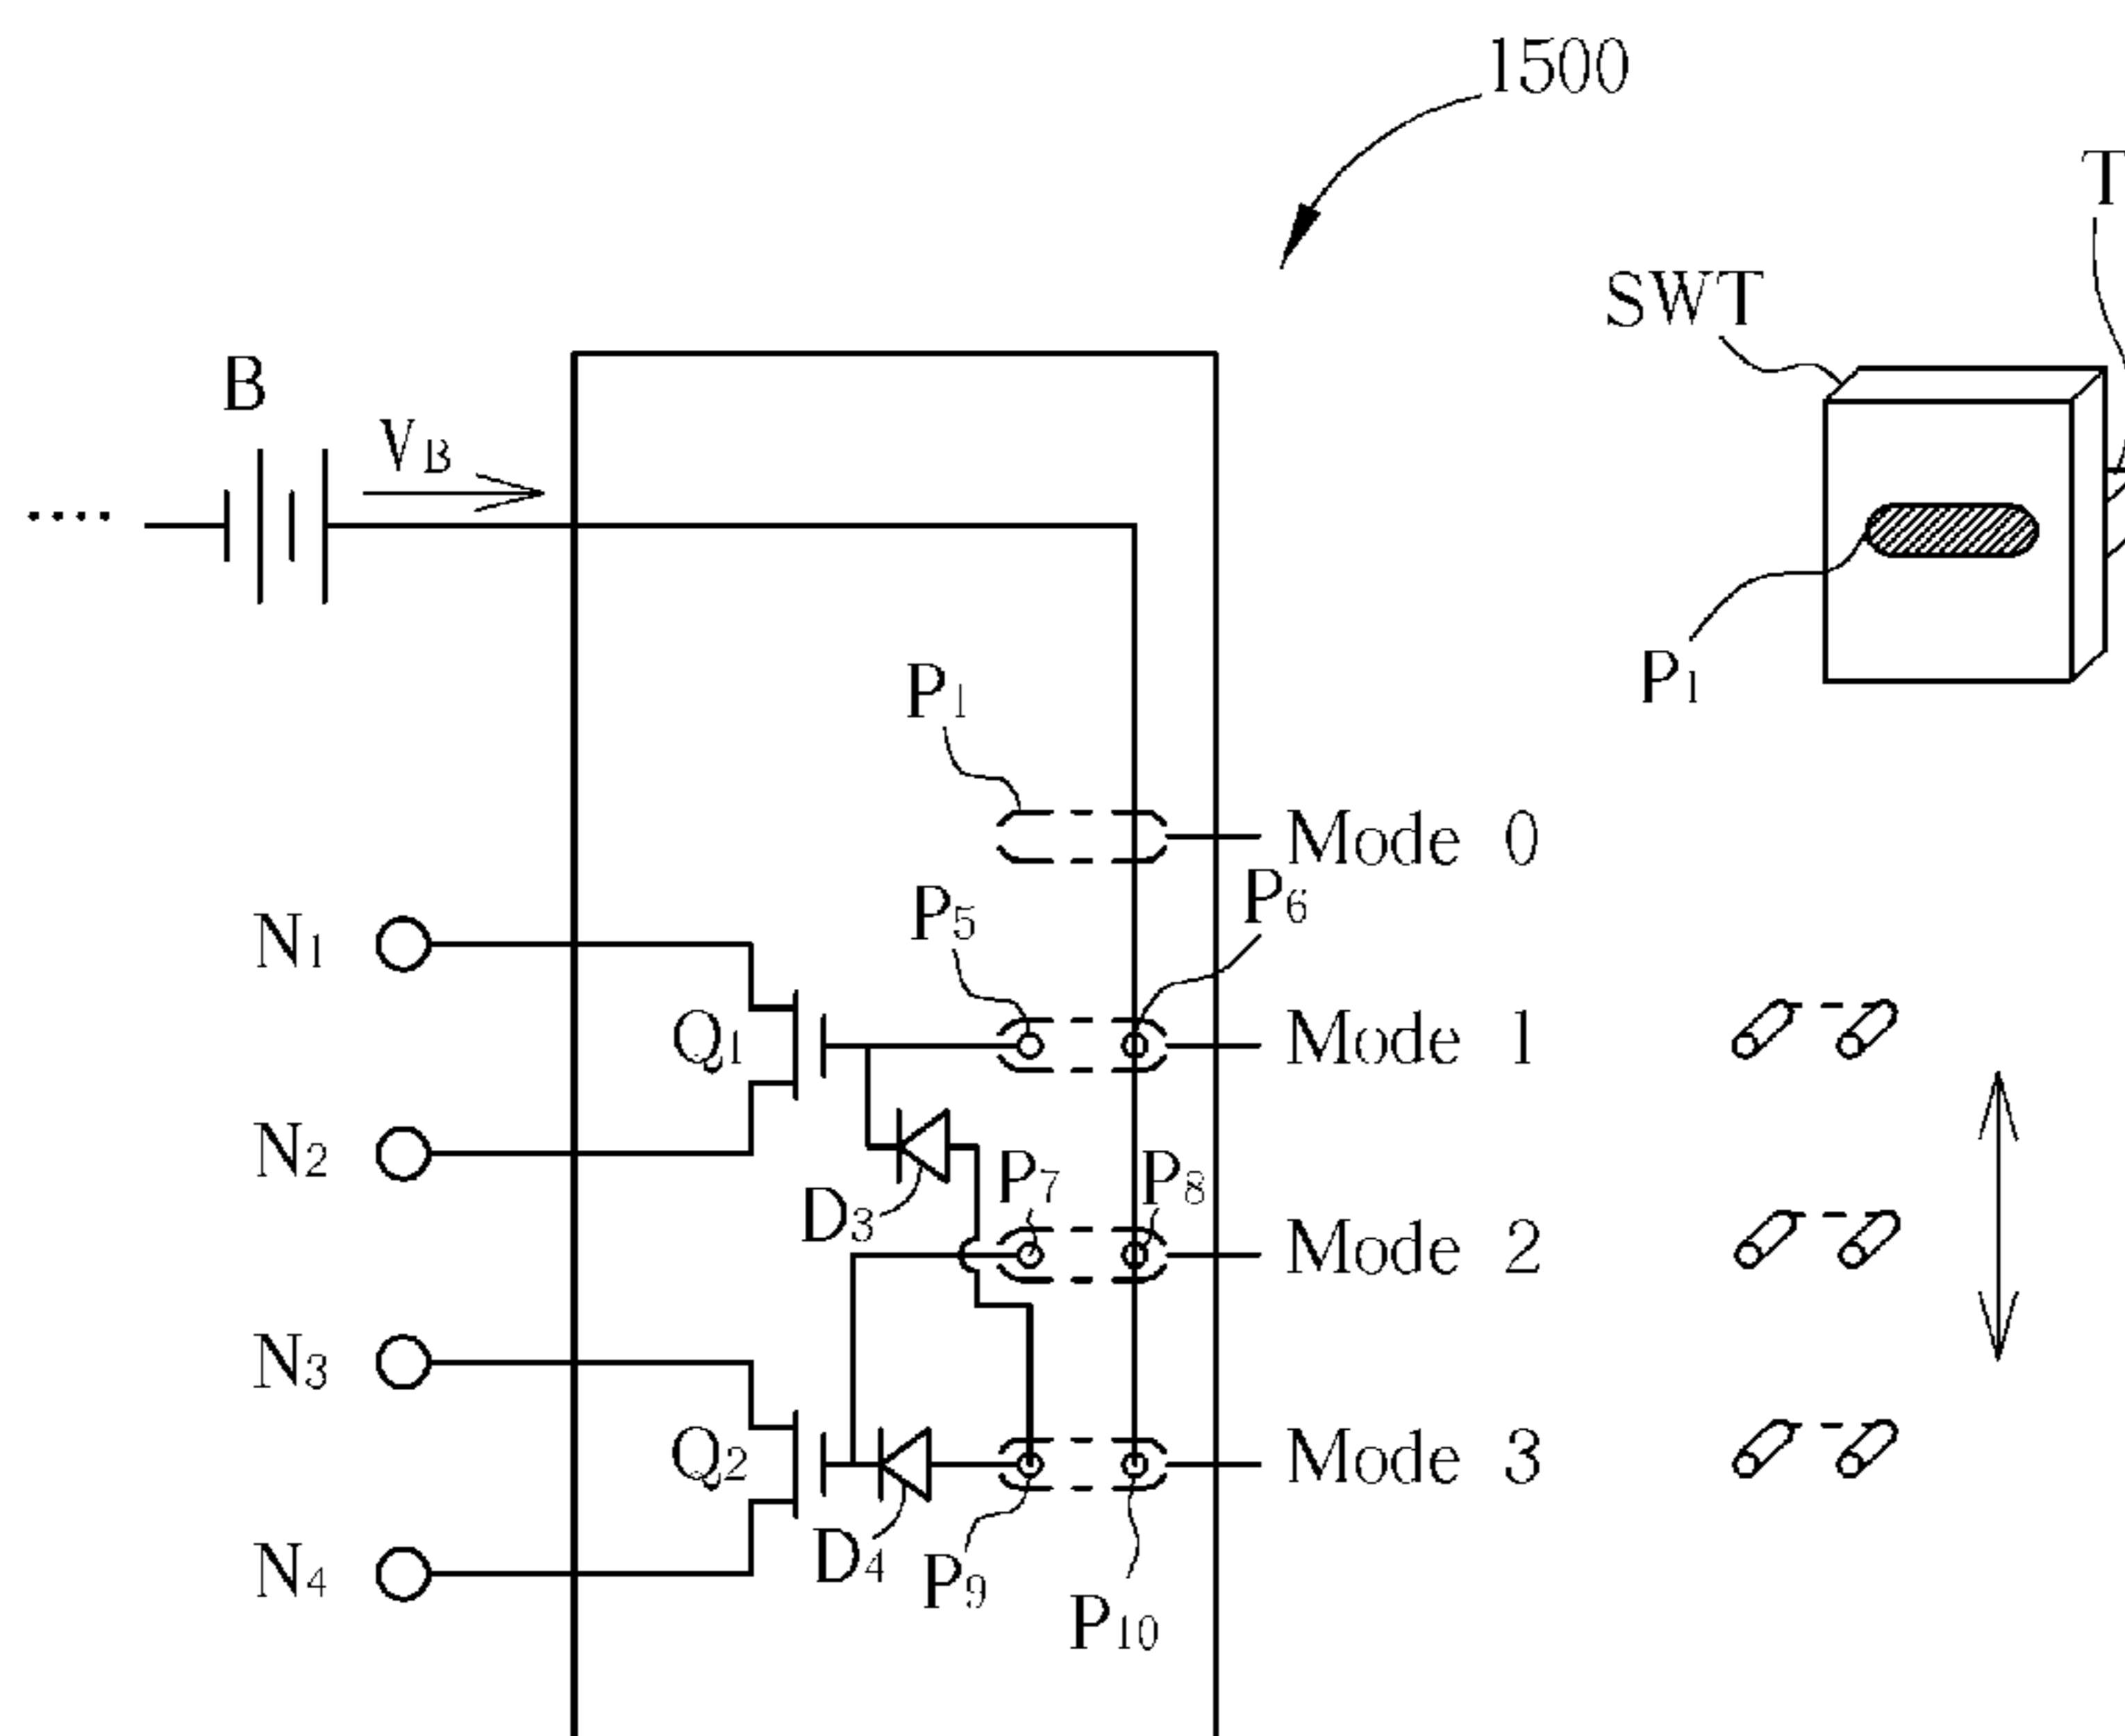 1500
T
SWT
B
VB
P1
P1
Mode 0
P5
P6
N1
Q1
Mode 1
N2
D3
P7
P8
Mode 2
N3
Q2
Mode 3
N4
D4
P9
P10